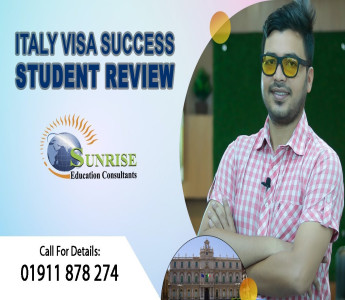 ITALY VISA SUCCESS
STUDENT REVIEW
SUNRISE
Education Consultants
Call For Details:
01911 878 274